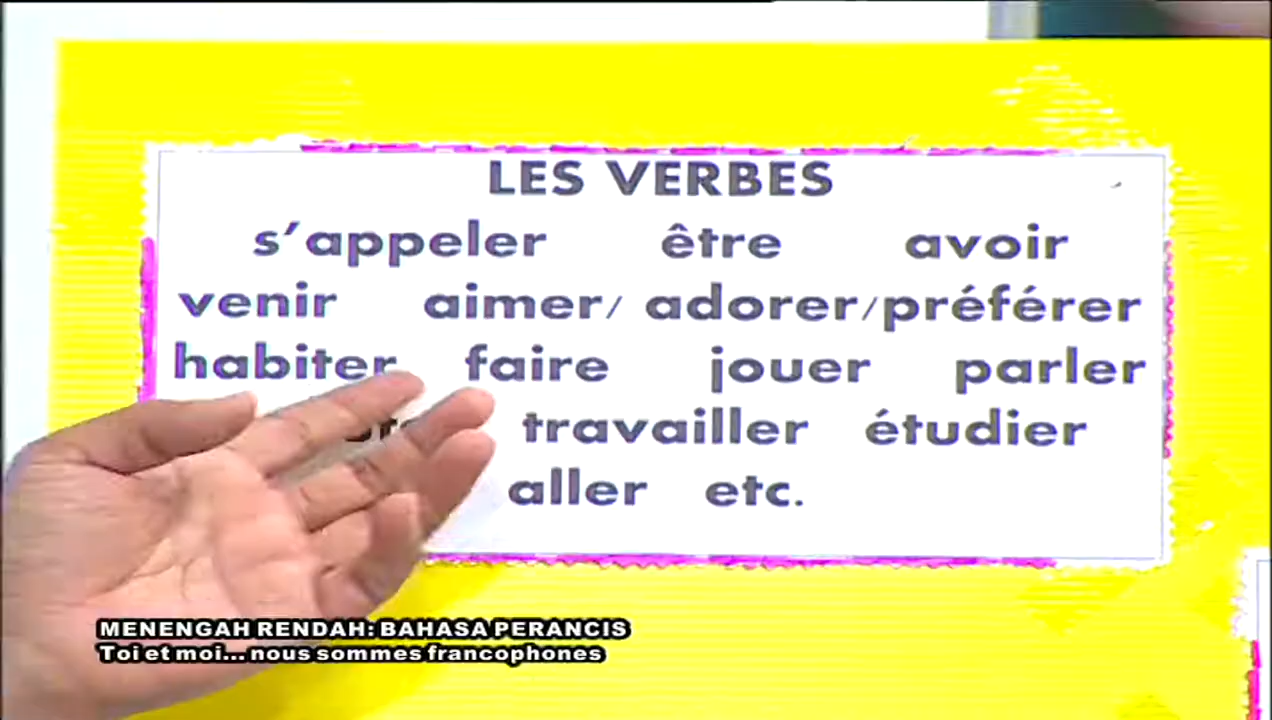 LES VERBES
s'appeler être avoir
venir aimer/ adorer/préférer
habiter faire jouer parler
travailler étudier
aller etc.
MENENGAH RENDAH: BAHASA PERANCIS
Toi et moi... nous sommes francophones